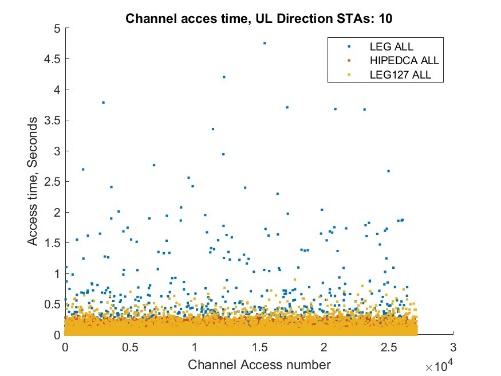 Channel acces time, UL Direction STAs: 10
LEG ALL
HIPEDCA ALL
LEG127 ALL
Access time, Seconds
5
4.5
4
3.5
3
2.5
2
1.5
1
0.5
0
0 0.5 1 1.5 2 2.5 3
Channel Access number
×10⁴